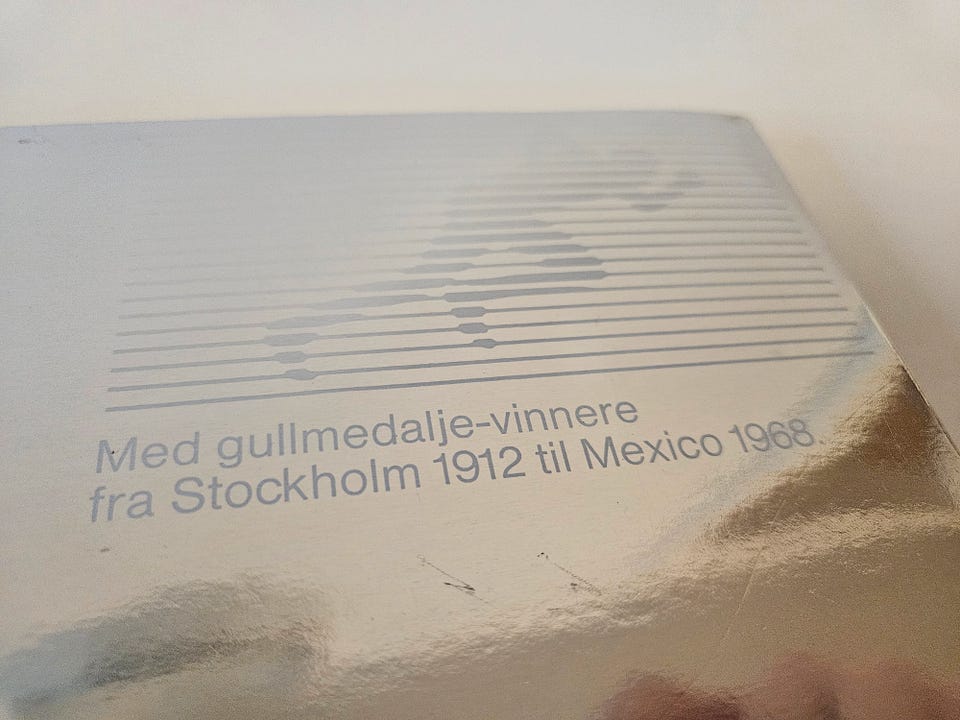 Med gullmedalje-vinnere
fra Stockholm 1912 til Mexico 1968.